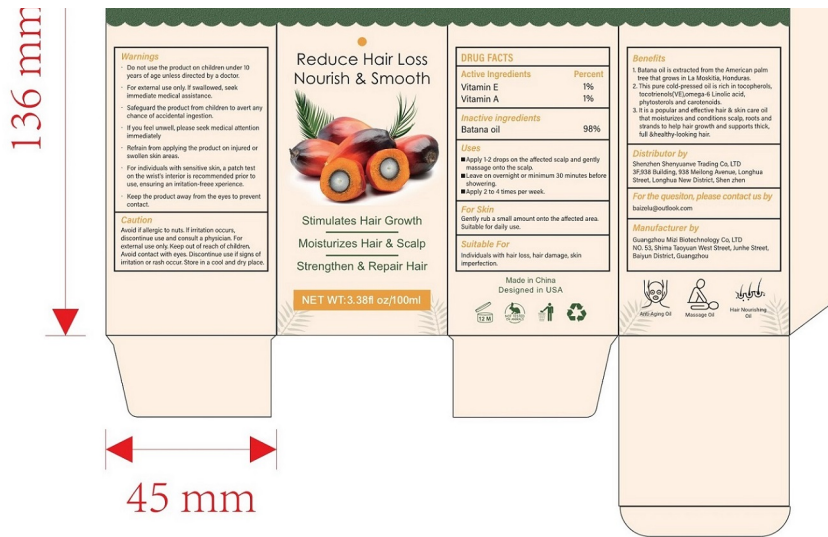 136 mm
Warnings
· Do not use the product on children under 10
years of age unless directed by a doctor.
· For external use only. If swallowed, seek
immediate medical assistance.
· Safeguard the product from children to avert any
chance of accidental ingestion.
· If you feel unwell, please seek medical attention
immediately
· Refrain from applying the product on injured or
swollen skin areas.
· For individuals with sensitive skin, a patch test
on the wrist's interior is recommended prior to
use, ensuring an irritation-freee xperience.
· Keep the product away from the eyes to prevent
contact.
Caution
Avoid if allergic to nuts. If irritation occurs,
discontinue use and consult a physician. For
external use only. Keep out of reach of children.
Avoid contact with eyes. Discontinue use if signs of
irritation or rash occur. Store in a cool and dry place.
Reduce Hair Loss
Nourish & Smooth
Stimulates Hair Growth
Moisturizes Hair & Scalp
Strengthen & Repair Hair
NET WT:3.38fl oz/100ml
DRUG FACTS
Active Ingredients Percent
Vitamin E 1%
Vitamin A 1%
Inactive ingredients
Batana oil 98%
Uses
■Apply 1-2 drops on the affected scalp and gently
massage onto the scalp.
■Leave on overnight or minimum 30 minutes before
showering.
■Apply 2 to 4 times per week.
For Skin
Gently rub a small amount onto the affected area.
Suitable for daily use.
Suitable For
Individuals with hair loss, hair damage, skin
imperfection.
Made in China
Designed in USA
12 M
NOT TESTED
ON ANIMALS
Benefits
1. Batana oil is extracted from the American palm
tree that grows in La Moskitia, Honduras.
2. This pure cold-pressed oil is rich in tocopherols,
tocotrienols(VE),omega-6 Linolic acid,
phytosterols and carotenoids.
3. It is a popular and effective hair & skin care oil
that moisturizes and conditions scalp, roots and
strands to help hair growth and supports thick,
full &healthy-looking hair.
Distributor by
Shenzhen Shenyuanve Trading Co, LTD
3P,938 Building, 938 Meilong Avenue, Longhua
Street, Longhua New District, Shen zhen
For the quesiton, please contact us by
baizelu@outlook.com
Manufacturer by
Guangzhou Mizi Biotechnology Co, LTD
NO. 53, Shima Taoyuan West Street, Junhe Street,
Baiyun District, Guangzhou
Anti-Aging Oil
Massage Oil
Hair Nourishing
Oil
45 mm